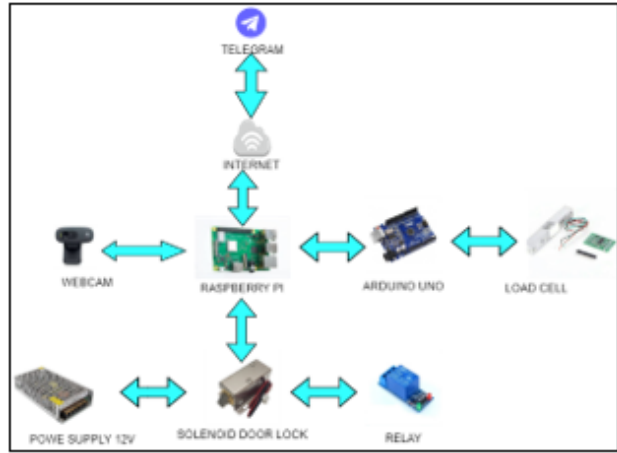 TELEGRAM
INTERNET
WEBCAM
RASPBERRY PI
ARDUINO UNO
LOAD CELL
POWE SUPPLY 12V
SOLENOID DOOR LOCK
RELAY